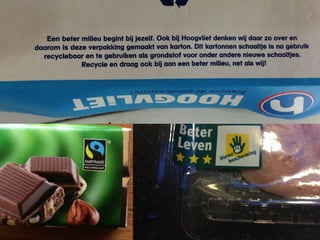 Een beter milieu begint bij jezelf. Ook bij Hoogvliet denken wij daar zo over en
daarom is deze verpakking gemaakt van karton. Dit kartonnen schaaltje is na gebruik
recyclebaar en te gebruiken als grondstof voor onder andere nieuwe schaaltjes.
Recycle en draag ook bij aan een beter milieu, net als wij!
HOOGVLIET
FAIRTRADE
Beter
Leven